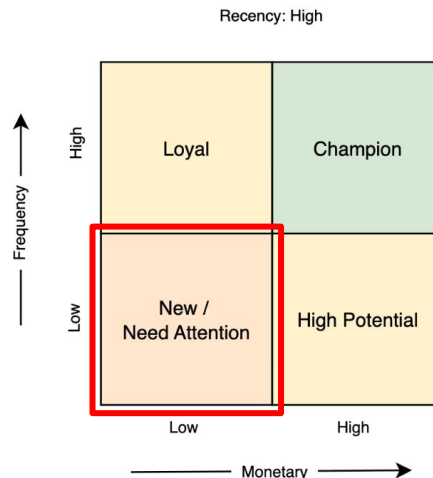 Recency: High
High
Loyal
Champion
Frequency
Low
New /
Need Attention
High Potential
Low
High
Monetary